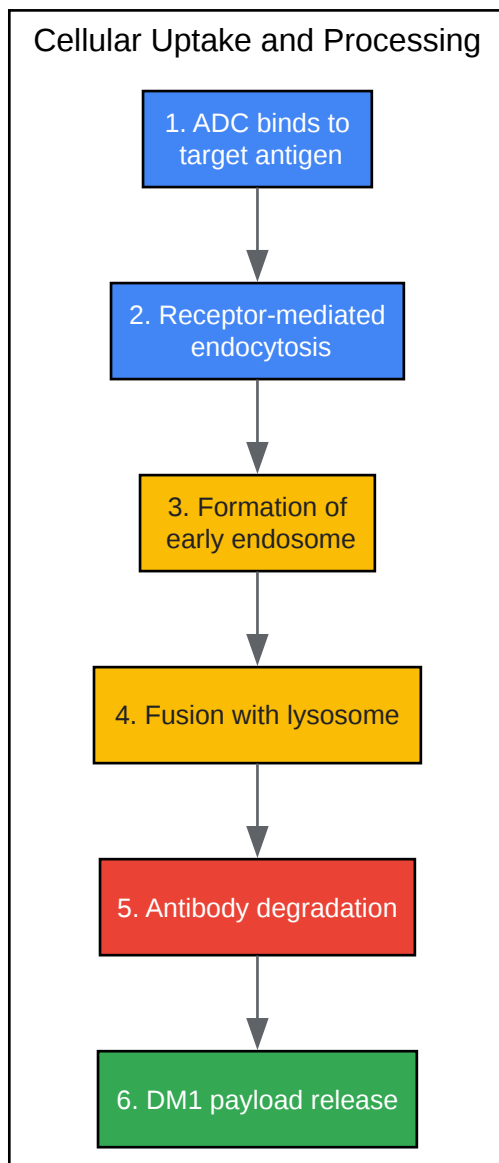 Cellular Uptake and Processing
1. ADC binds to
target antigen
2. Receptor-mediated
endocytosis
3. Formation of
early endosome
4. Fusion with lysosome
5. Antibody degradation
6. DM1 payload release